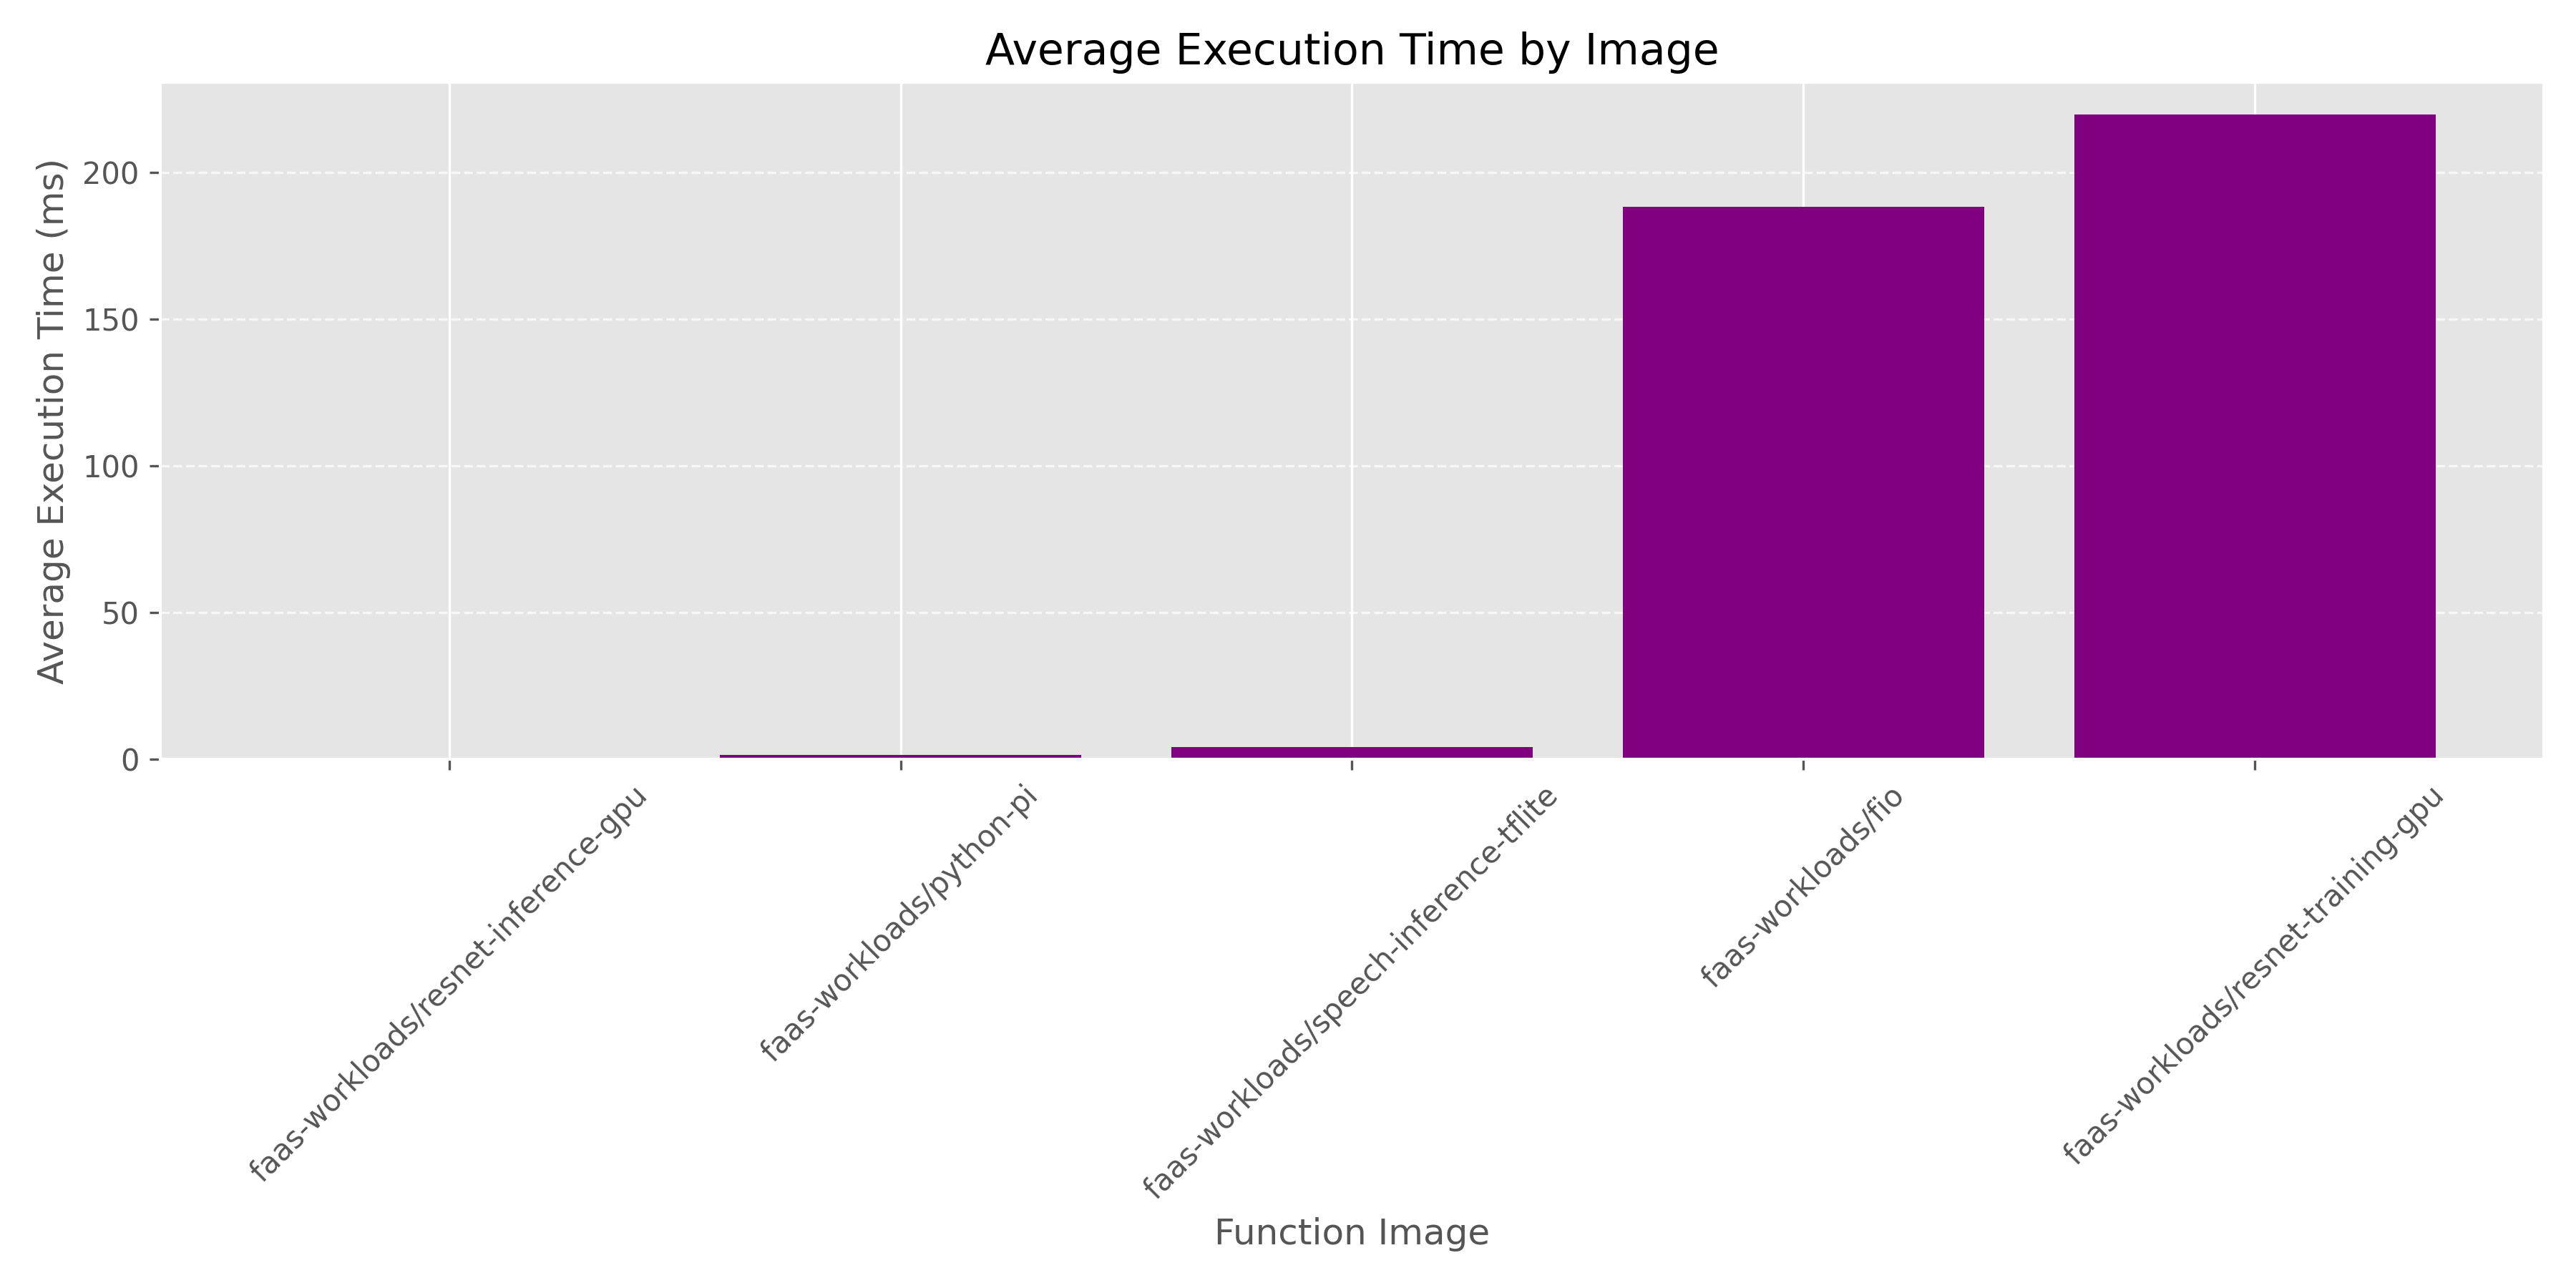 Average Execution Time by Image
Average Execution Time (ms)
200
150
100
50
0
faas-workloads/resnet-inference-gpu
faas-workloads/python-pi
faas-workloads/speech-inference-tflite
faas-workloads/fio
faas-workloads/resnet-training-gpu
Function Image